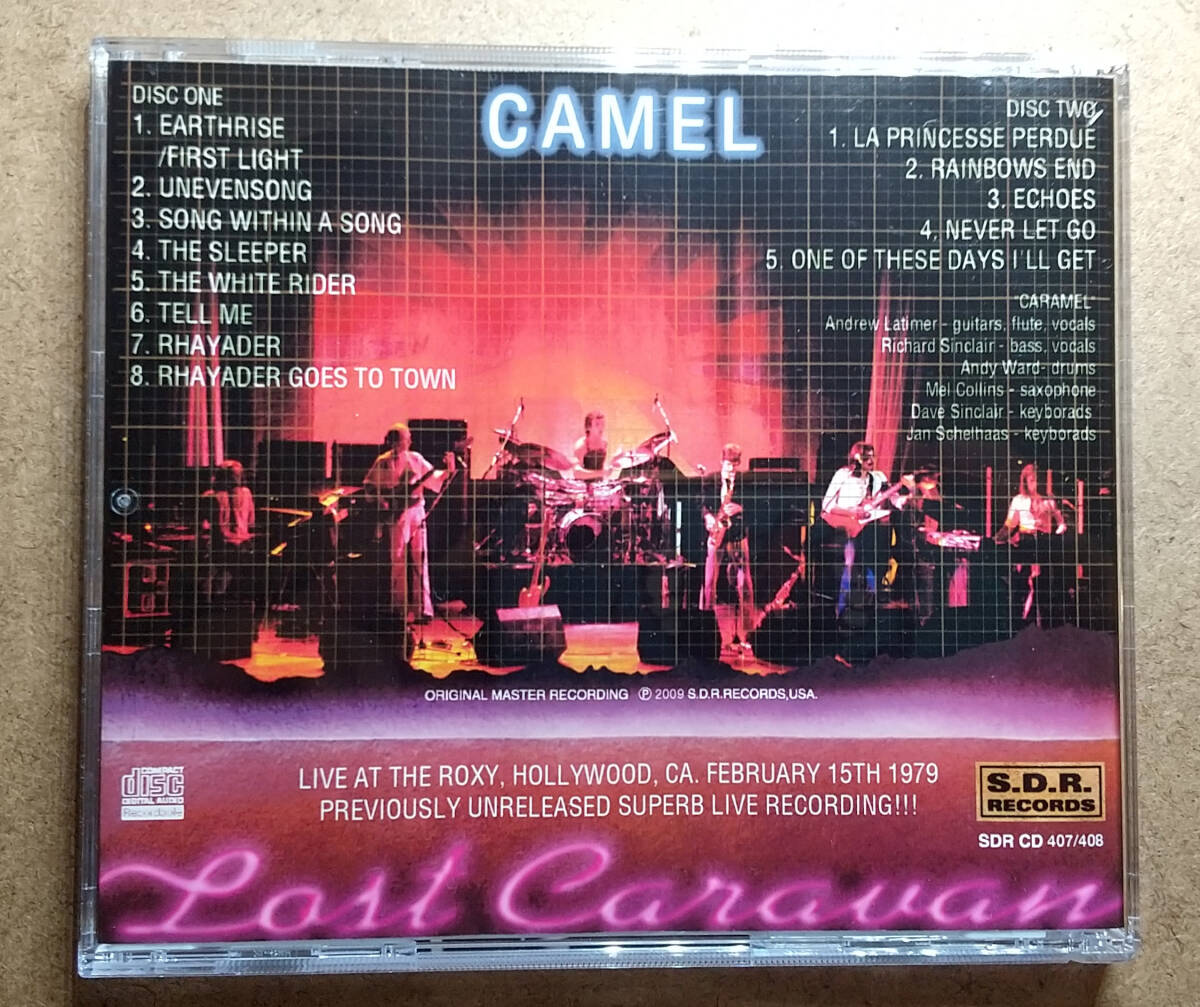 CAMEL
DISC ONE
1. EARTHRISE
/FIRST LIGHT
2. UNEVENSONG
3. SONG WITHIN A SONG
4. THE SLEEPER
5. THE WHITE RIDER
6. TELL ME
7. RHAYADER
8. RHAYADER GOES TO TOWN
DISC TWO
1. LA PRINCESSE PERDUE
2. RAINBOWS END
3. ECHOES
4. NEVER LET GO
5. ONE OF THESE DAYS I'LL GET
"CARAMEL"
Andrew Latimer - guitars, flute, vocals
Richard Sinclair - bass, vocals
Andy Ward- drums
Mel Collins - saxophone
Dave Sinclair - keyborads
Jan Schelhaas - keyborads
ORIGINAL MASTER RECORDING ℗ 2009 S.D.R.RECORDS,USA.
COMPACT
disc
DIGITAL AUDIO
Recordable
LIVE AT THE ROXY, HOLLYWOOD, CA. FEBRUARY 15TH 1979
PREVIOUSLY UNRELEASED SUPERB LIVE RECORDING!!!
S.D.R.
RECORDS
SDR CD 407/408
Lost Caravan